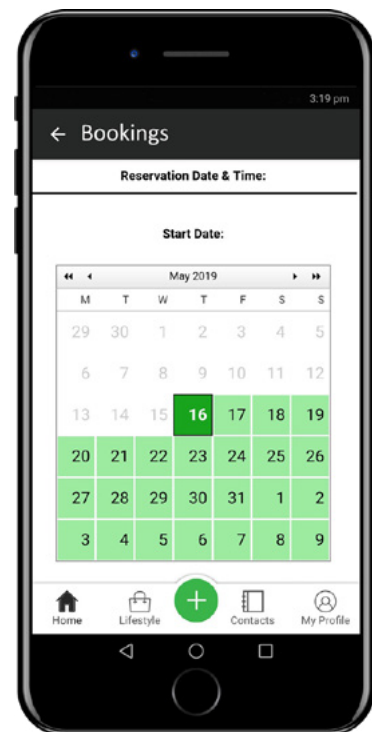 3:19 pm
← Bookings
Reservation Date & Time:
Start Date:
May 2019
M T W T F S S
29 30 1 2 3 4 5
6 7 8 9 10 11 12
13 14 15 16 17 18 19
20 21 22 23 24 25 26
27 28 29 30 31 1 2
3 4 5 6 7 8 9
+
Home Lifestyle Contacts My Profile